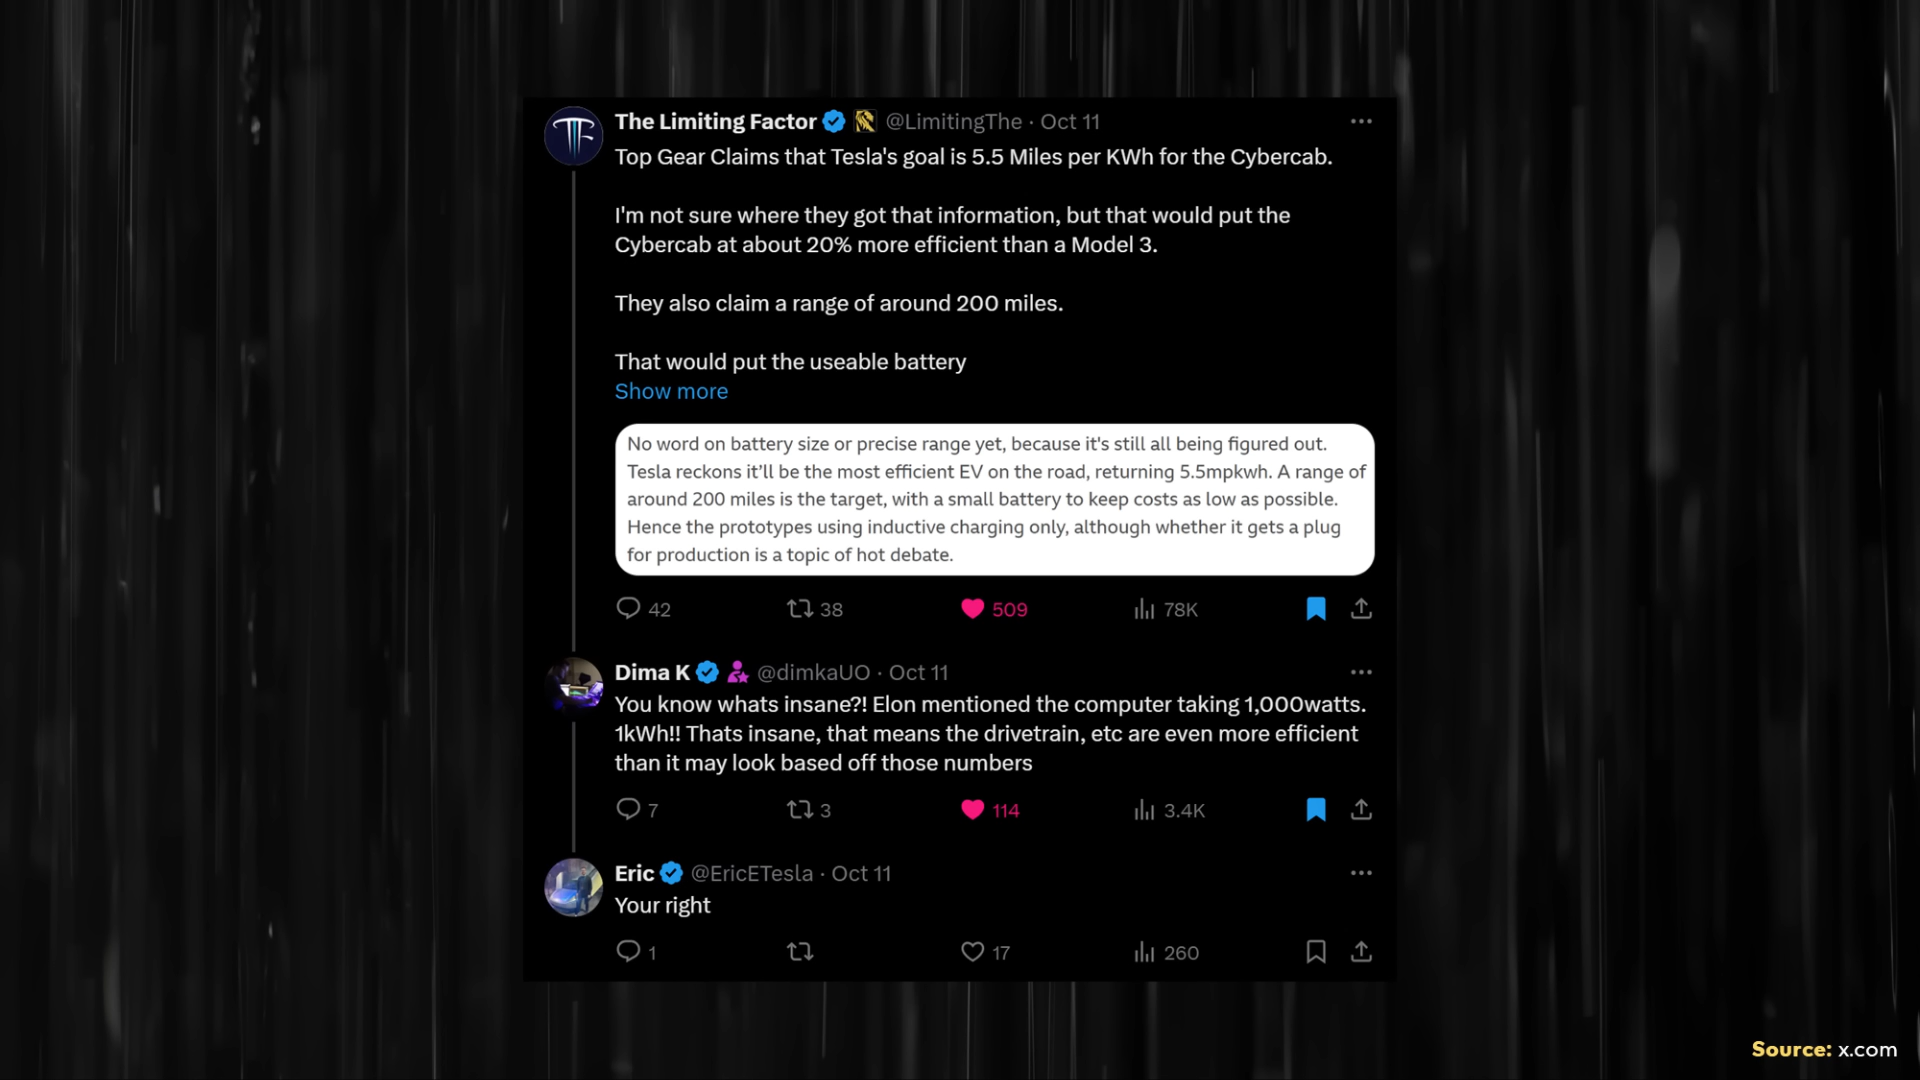 The Limiting Factor @LimitingThe · Oct 11
Top Gear Claims that Tesla's goal is 5.5 Miles per KWh for the Cybercab.
I'm not sure where they got that information, but that would put the
Cybercab at about 20% more efficient than a Model 3.
They also claim a range of around 200 miles.
That would put the useable battery
Show more
No word on battery size or precise range yet, because it's still all being figured out.
Tesla reckons it’ll be the most efficient EV on the road, returning 5.5mpkwh. A range of
around 200 miles is the target, with a small battery to keep costs as low as possible.
Hence the prototypes using inductive charging only, although whether it gets a plug
for production is a topic of hot debate.
42 38 509 78K
Dima K @dimkaUO · Oct 11
You know whats insane?! Elon mentioned the computer taking 1,000watts.
1kWh!! Thats insane, that means the drivetrain, etc are even more efficient
than it may look based off those numbers
7 3 114 3.4K
Eric @EricETesla · Oct 11
Your right
1 17 260
Source: x.com